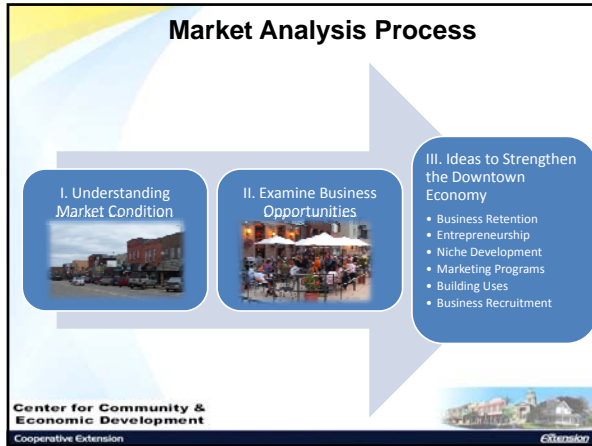 Market Analysis Process
I. Understanding
Market Condition
II. Examine Business
Opportunities
III. Ideas to Strengthen
the Downtown
Economy
• Business Retention
• Entrepreneurship
• Niche Development
• Marketing Programs
• Building Uses
• Business Recruitment
Center for Community &
Economic Development
Cooperative Extension
Extension